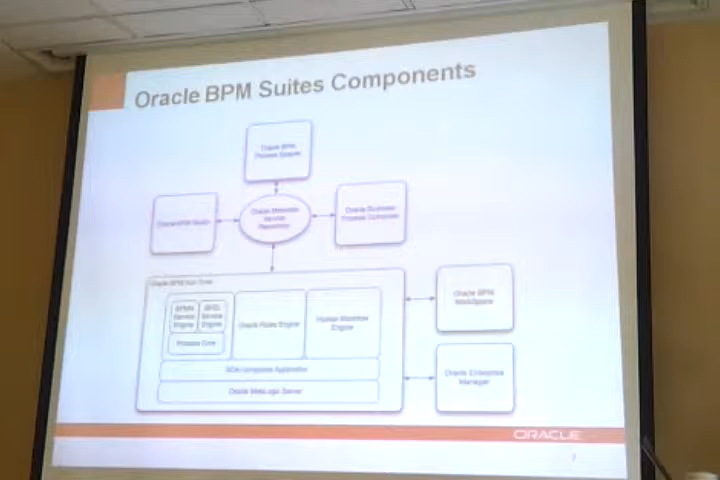 Oracle BPM Suites Components
Oracle BPM
Process Spaces
Oracle BPM Studio
Oracle Metadata
Service
Repository
Oracle Business
Process Composer
Oracle BPM Run Time
BPMN
Service
Engine
BPEL
Service
Engine
Process Core
Oracle Rules Engine
Human Workflow
Engine
SOA Composite Application
Oracle WebLogic Server
Oracle BPM
WorkSpace
Oracle Enterprise
Manager
ORACLE